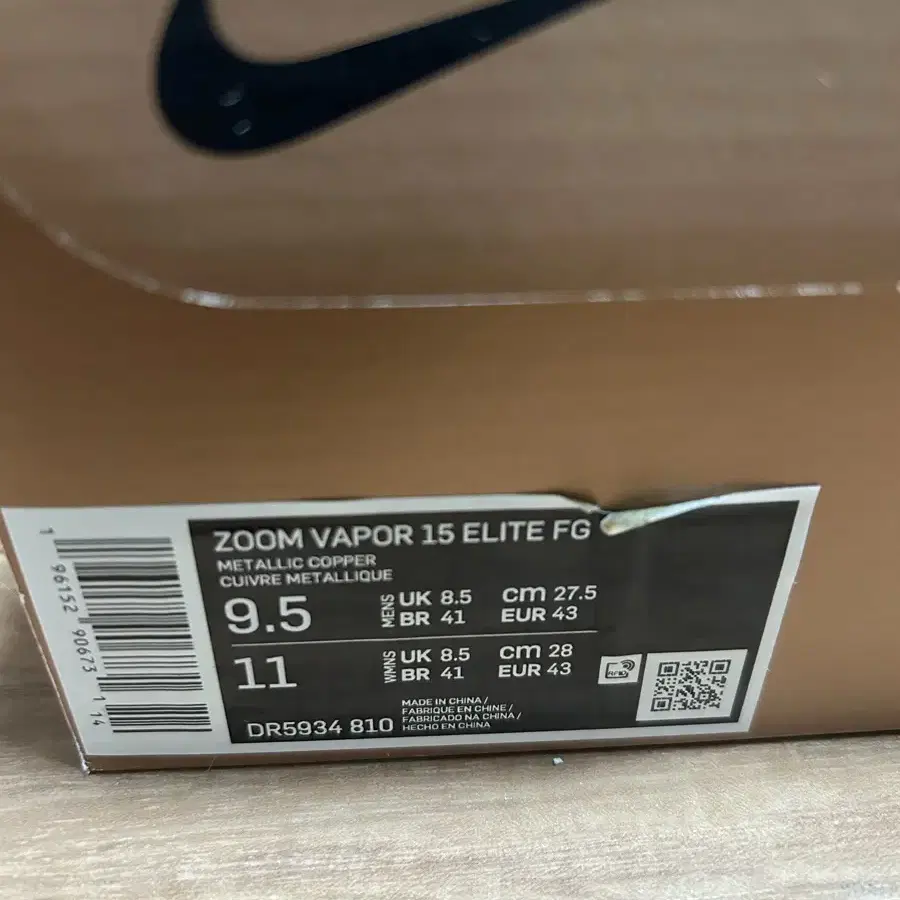 ZOOM VAPOR 15 ELITE FG
METALLIC COPPER
CUIVRE METALLIQUE
9.5 MENS UK 8.5 cm 27.5
BR 41 EUR 43
11 WMNS UK 8.5 cm 28
BR 41 EUR 43
RFID
DR5934 810
MADE IN CHINA /
FABRIQUE EN CHINE /
FABRICADO NA CHINA /
HECHO EN CHINA
1 96152 90673 1 14